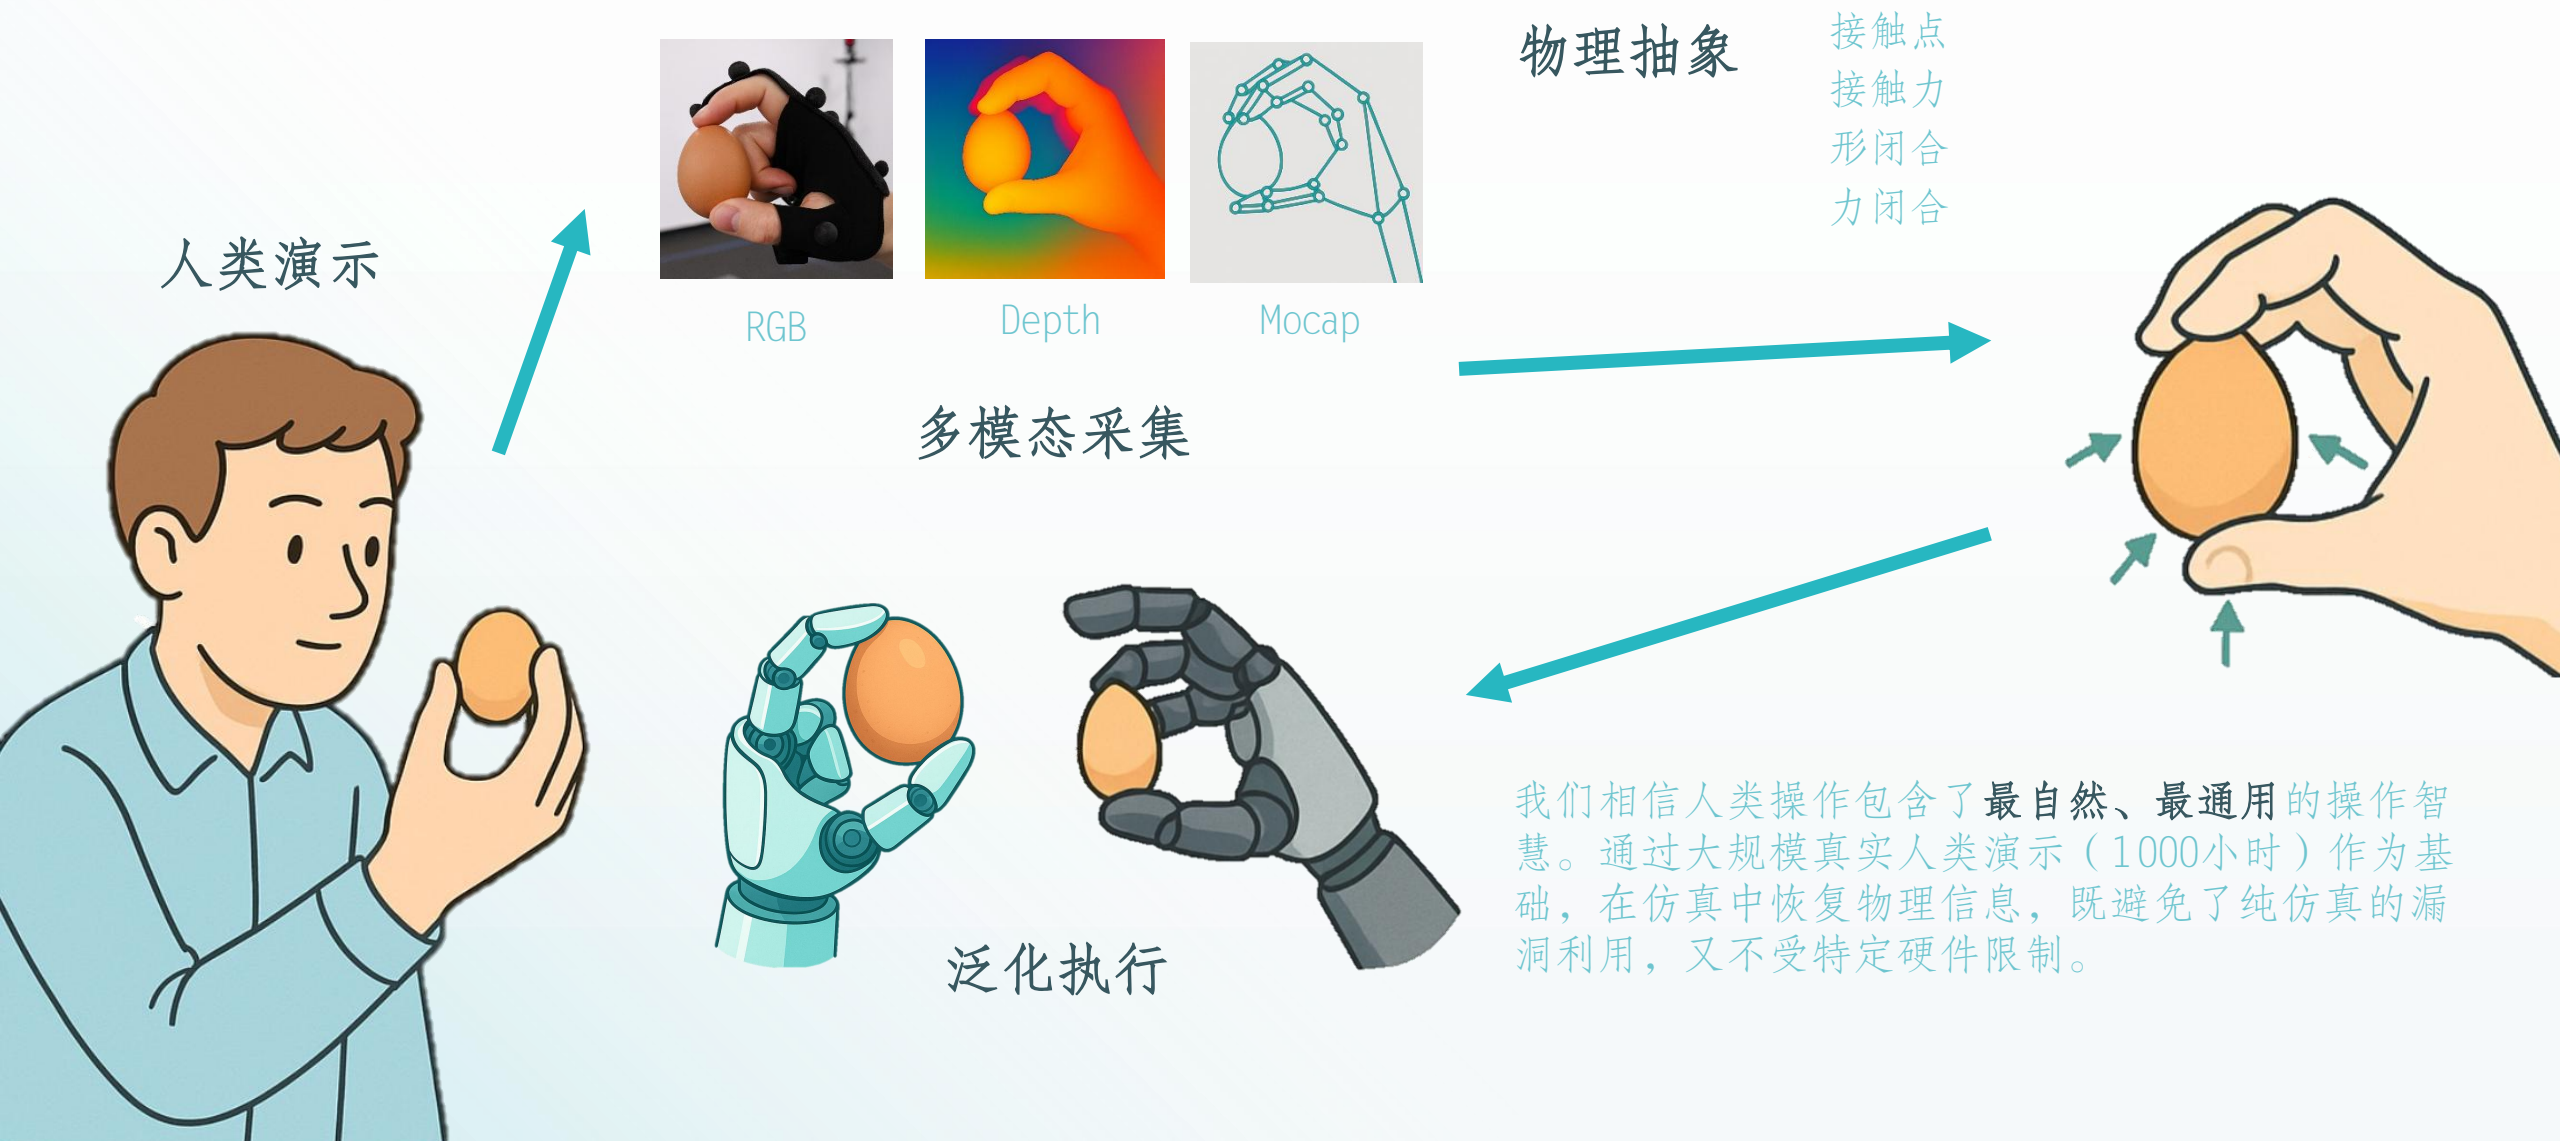 人类演示
RGB
Depth
Mocap
多模态采集
物理抽象
接触点
接触力
形闭合
力闭合
泛化执行
我们相信人类操作包含了最自然、最通用的操作智
慧。通过大规模真实人类演示（1000小时）作为基
础，在仿真中恢复物理信息，既避免了纯仿真的漏
洞利用，又不受特定硬件限制。